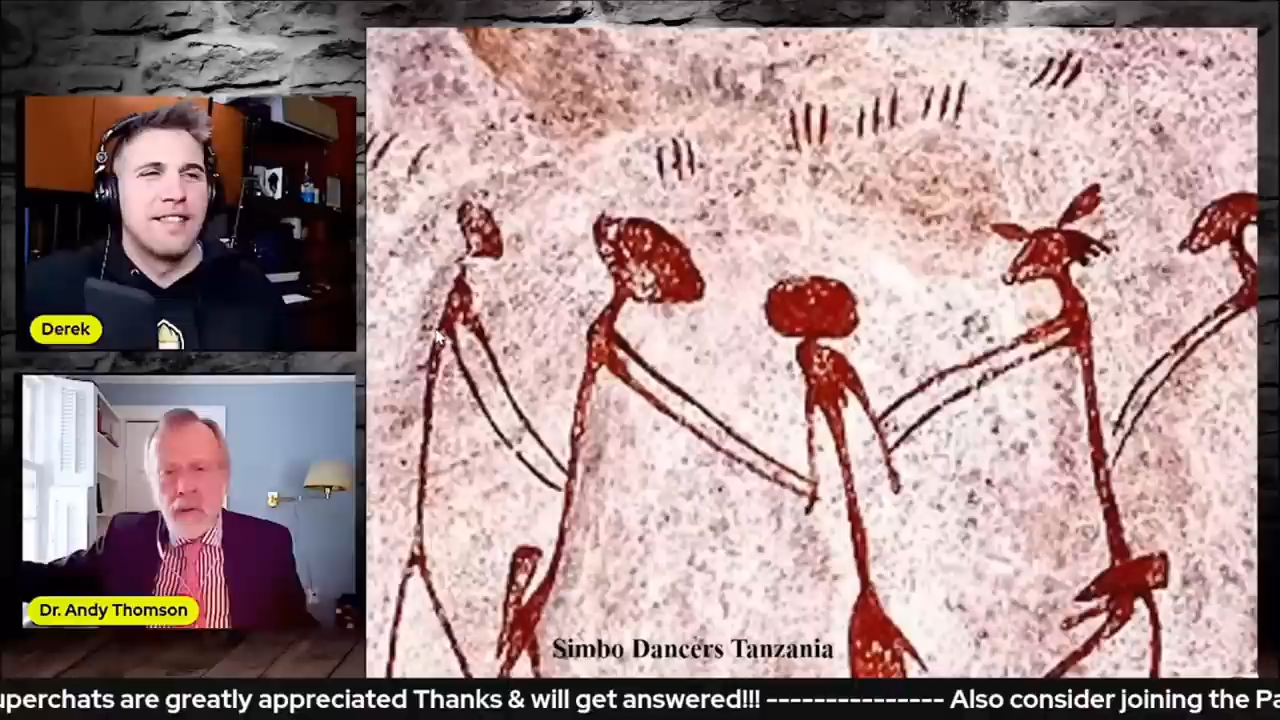 Derek
Dr. Andy Thomson
Simbo Dancers Tanzania
uperchats are greatly appreciated Thanks & will get answered!!! --------------- Also consider joining the Pa